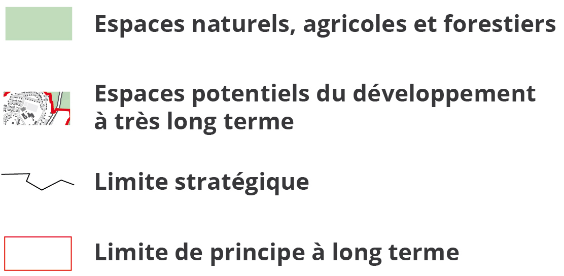 Espaces naturels, agricoles et forestiers
Espaces potentiels du développement
à très long terme
Limite stratégique
Limite de principe à long terme